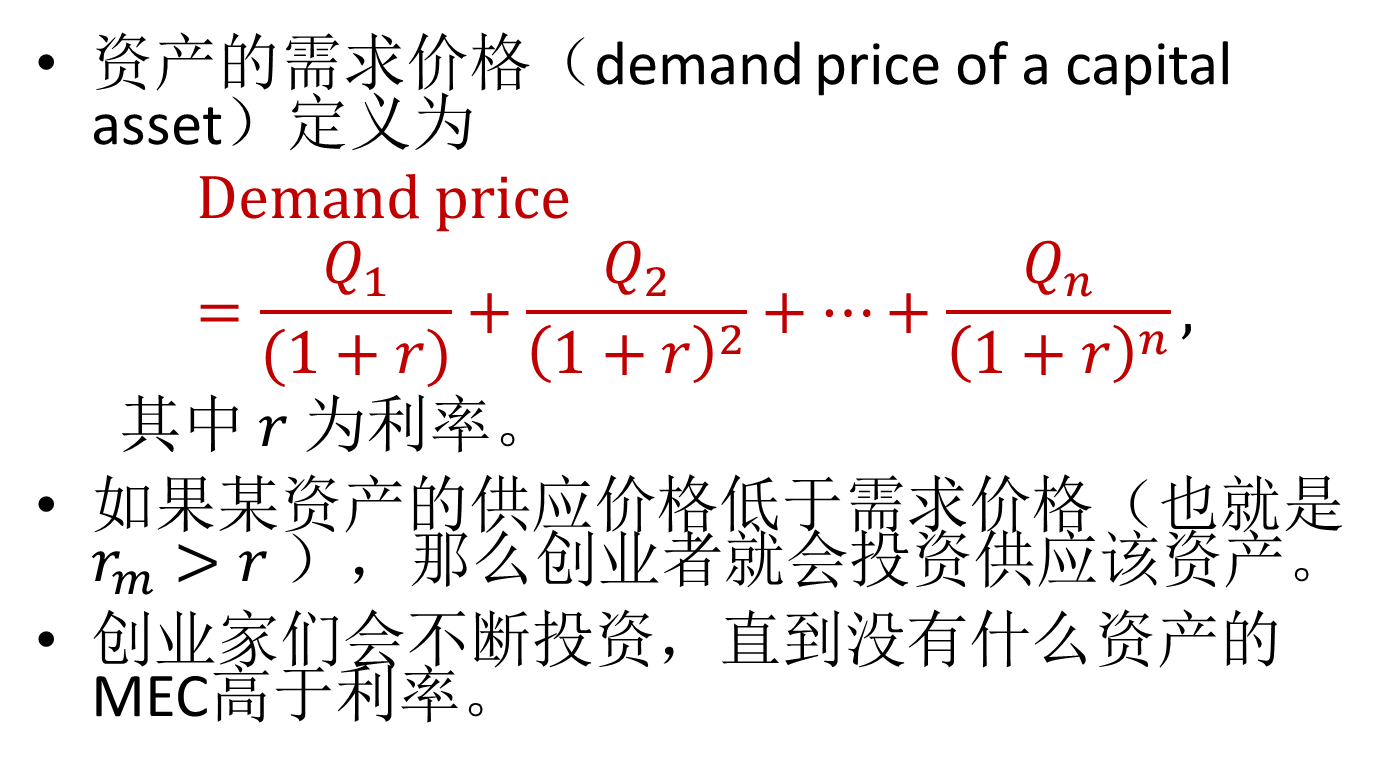 • 资产的需求价格（demand price of a capital
asset）定义为
Demand price
= Q₁/(1 + r) + Q₂/(1 + r)² + ⋯ + Qₙ/(1 + r)ⁿ,
其中 r 为利率。
• 如果某资产的供应价格低于需求价格（也就是
rₘ > r ），那么创业者就会投资供应该资产。
• 创业家们会不断投资，直到没有什么资产的
MEC高于利率。